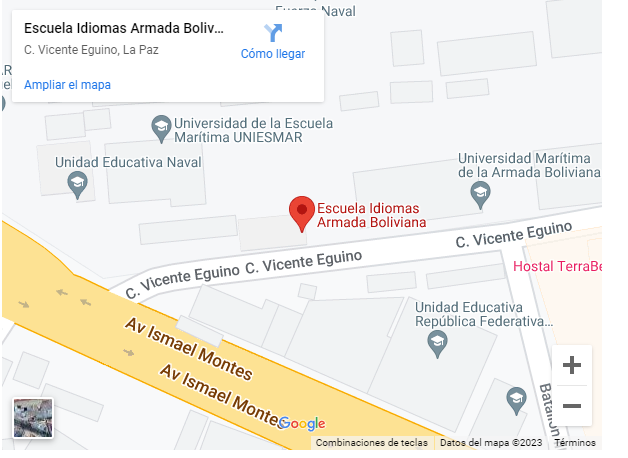 Fuerza Naval
Escuela Idiomas Armada Boliv...
C. Vicente Eguino, La Paz
Cómo llegar
Ampliar el mapa
Universidad de la Escuela
Marítima UNIESMAR
Unidad Educativa Naval
Universidad Marítima
de la Armada Boliviana
Escuela Idiomas
Armada Boliviana
C. Vicente Eguino
C. Vicente Eguino
C. Vicente Eguino
Hostal TerraBe
Unidad Educativa
República Federativa...
Av Ismael Montes
Av Ismael Montes
Batallón
Google
Combinaciones de teclas
Datos del mapa ©2023
Términos